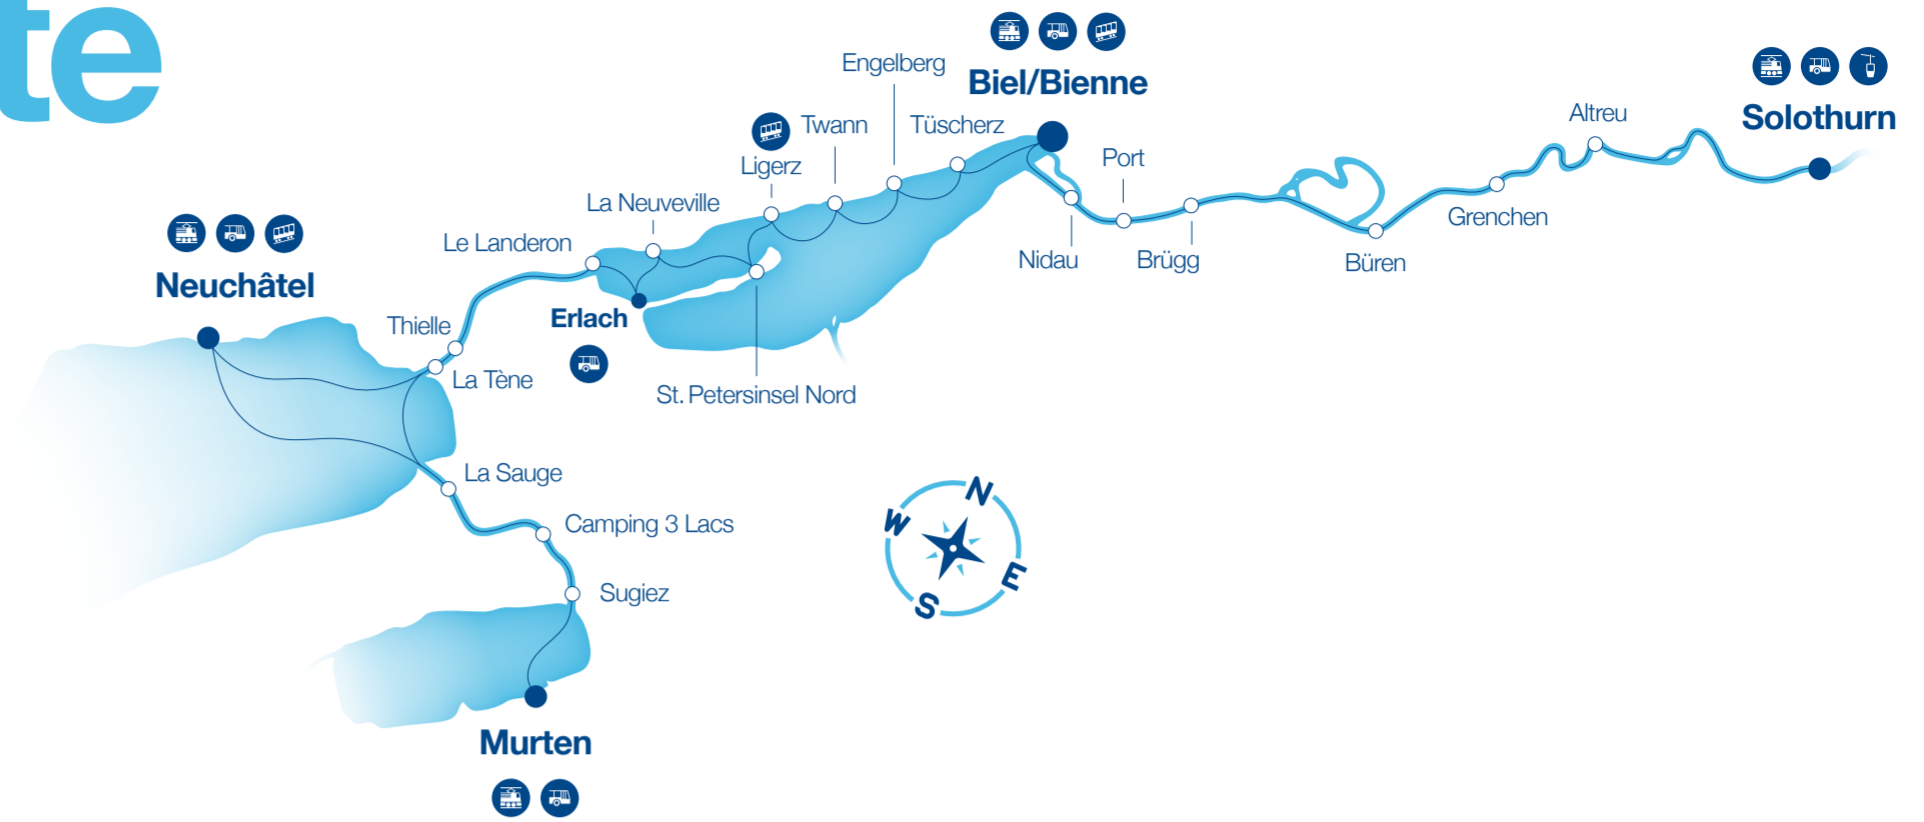 te
Engelberg
Biel/Bienne
Solothurn
Altreu
Twann
Tüscherz
Ligerz
Port
La Neuveville
Grenchen
Le Landeron
Nidau
Brügg
Büren
Neuchâtel
Erlach
Thielle
La Tène
St. Petersinsel Nord
La Sauge
Camping 3 Lacs
N
W
E
S
Sugiez
Murten